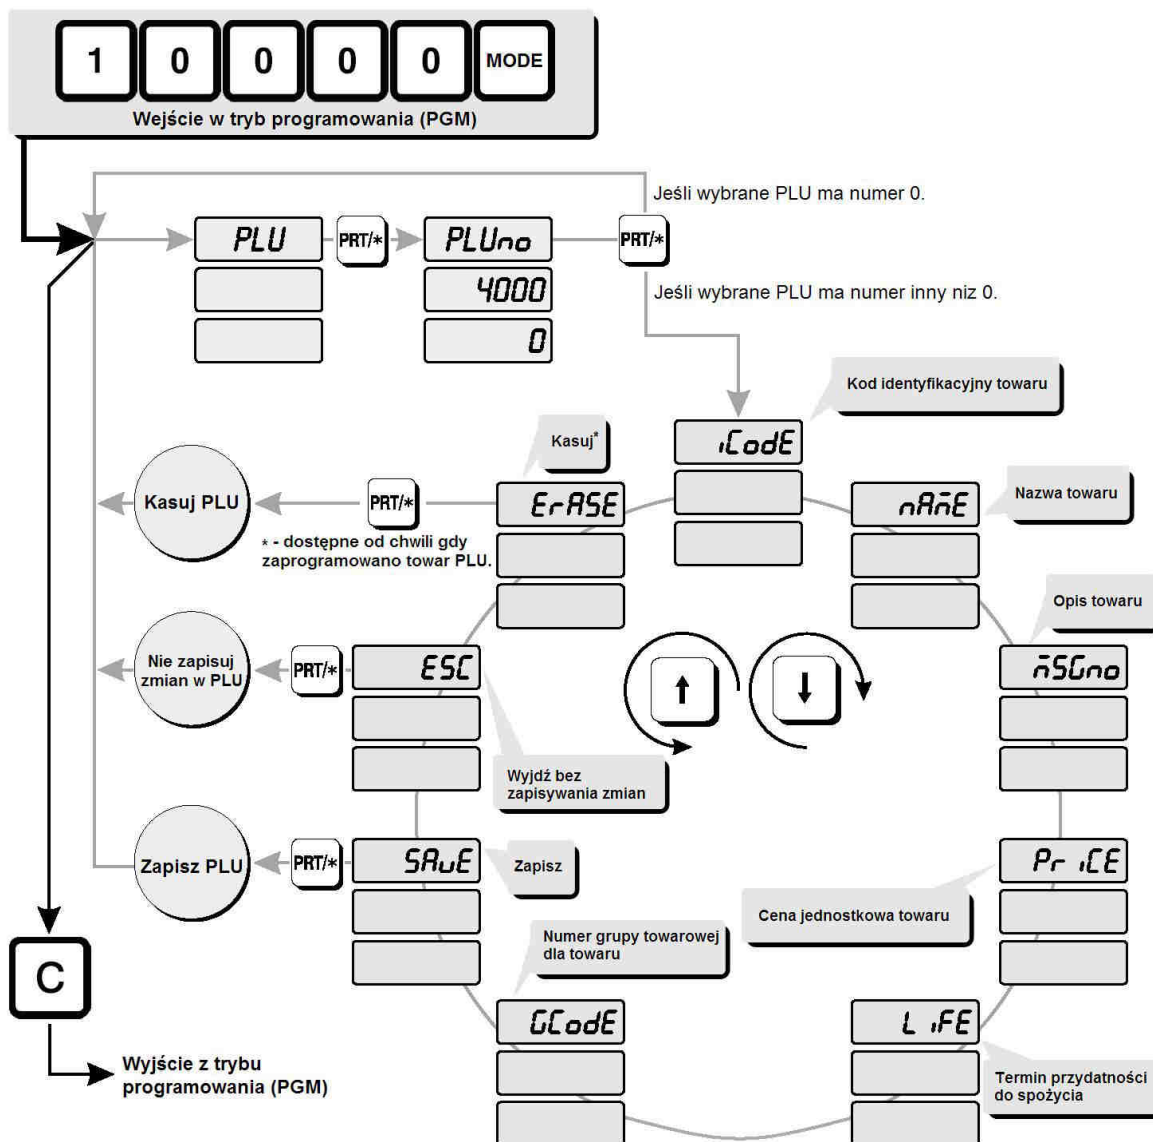 1 0 0 0 0 MODE
Wejście w tryb programowania (PGM)
Jeśli wybrane PLU ma numer 0.
PLU PRT/* PLUno PRT/*
4000
0
Jeśli wybrane PLU ma numer inny niz 0.
Kod identyfikacyjny towaru
iCodE
Kasuj*
ErASE
PRT/*
Kasuj PLU
* - dostępne od chwili gdy
zaprogramowano towar PLU.
nAmE
Nazwa towaru
Opis towaru
mSGno
Nie zapisuj
zmian w PLU
PRT/*
ESC
Wyjdź bez
zapisywania zmian
Zapisz PLU
PRT/*
SAvE
Zapisz
PriCE
Cena jednostkowa towaru
Numer grupy towarowej
dla towaru
GCodE
LiFE
Termin przydatności
do spożycia
C
Wyjście z trybu
programowania (PGM)